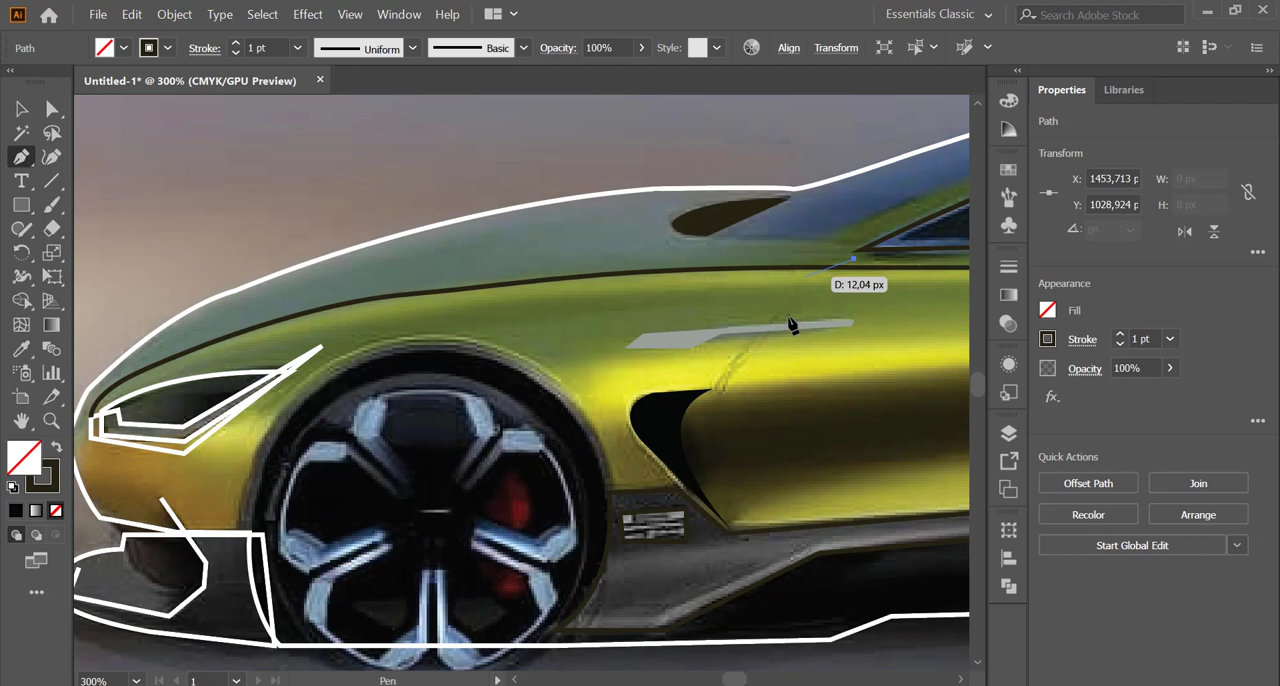 Ai File Edit Object Type Select Effect View Window Help Essentials Classic Search Adobe Stock
Path Stroke: 1 pt Uniform Basic Opacity: 100% Style: Align Transform
Untitled-1* @ 300% (CMYK/GPU Preview)
Properties Libraries
Path
Transform
X: 1453,713 p W: 0 px
Y: 1028,924 p H: 0 px
0°
D: 12,04 px
Appearance
Fill
Stroke 1 pt
Opacity 100%
fx.
Quick Actions
Offset Path Join
Recolor Arrange
Start Global Edit
300% 1 Pen